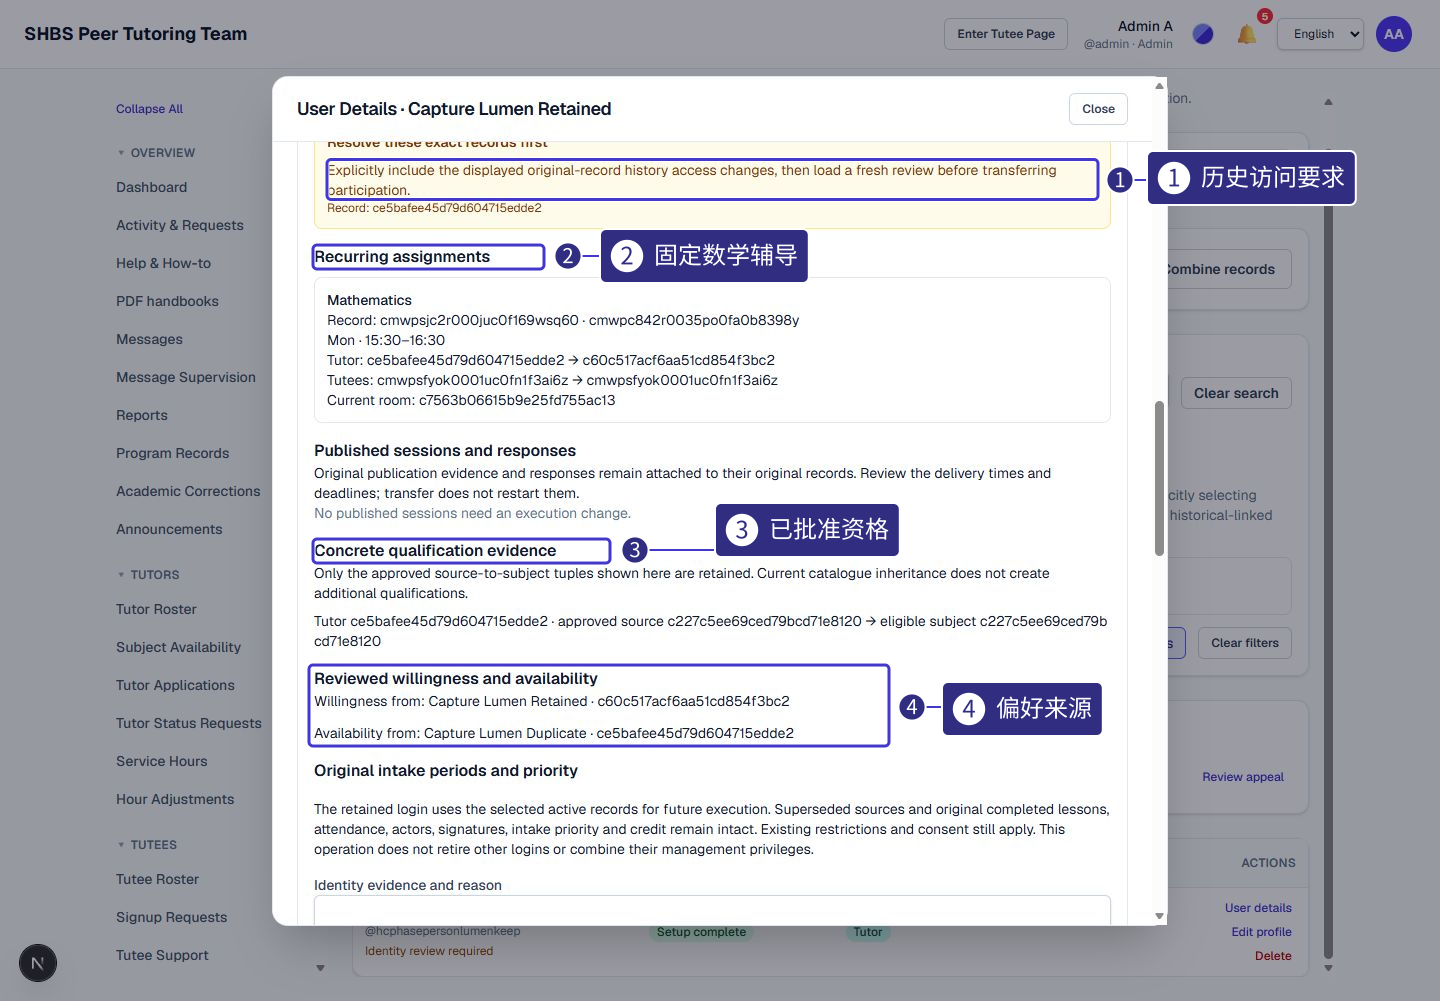 SHBS Peer Tutoring Team
Enter Tutee Page
Admin A
@admin · Admin
5
English
AA
Collapse All
OVERVIEW
Dashboard
Activity & Requests
Help & How-to
PDF handbooks
Messages
Message Supervision
Reports
Program Records
Academic Corrections
Announcements
TUTORS
Tutor Roster
Subject Availability
Tutor Applications
Tutor Status Requests
Service Hours
Hour Adjustments
TUTEES
Tutee Roster
Signup Requests
Tutee Support
N
User Details · Capture Lumen Retained
Close
Resolve these exact records first
Explicitly include the displayed original-record history access changes, then load a fresh review before transferring
participation.
Record: ce5bafee45d79d604715edde2
1
1 历史访问要求
Recurring assignments
2
2 固定数学辅导
Mathematics
Record: cmwpsjc2r000juc0f169wsq60 · cmwpc842r0035po0fa0b8398y
Mon · 15:30–16:30
Tutor: ce5bafee45d79d604715edde2 → c60c517acf6aa51cd854f3bc2
Tutees: cmwpsfyok0001uc0fn1f3ai6z → cmwpsfyok0001uc0fn1f3ai6z
Current room: c7563b06615b9e25fd755ac13
Published sessions and responses
Original publication evidence and responses remain attached to their original records. Review the delivery times and
deadlines; transfer does not restart them.
No published sessions need an execution change.
Concrete qualification evidence
3
3 已批准资格
Only the approved source-to-subject tuples shown here are retained. Current catalogue inheritance does not create
additional qualifications.
Tutor ce5bafee45d79d604715edde2 · approved source c227c5ee69ced79bcd71e8120 → eligible subject c227c5ee69ced79b
cd71e8120
Reviewed willingness and availability
Willingness from: Capture Lumen Retained · c60c517acf6aa51cd854f3bc2
Availability from: Capture Lumen Duplicate · ce5bafee45d79d604715edde2
4
4 偏好来源
Original intake periods and priority
The retained login uses the selected active records for future execution. Superseded sources and original completed lessons,
attendance, actors, signatures, intake priority and credit remain intact. Existing restrictions and consent still apply. This
operation does not retire other logins or combine their management privileges.
Identity evidence and reason
tion.
Combine records
Clear search
citly selecting
historical-linked
s
Clear filters
Review appeal
ACTIONS
User details
Edit profile
Delete
@hcphasepersonlumenkeep
Identity review required
Setup complete
Tutor